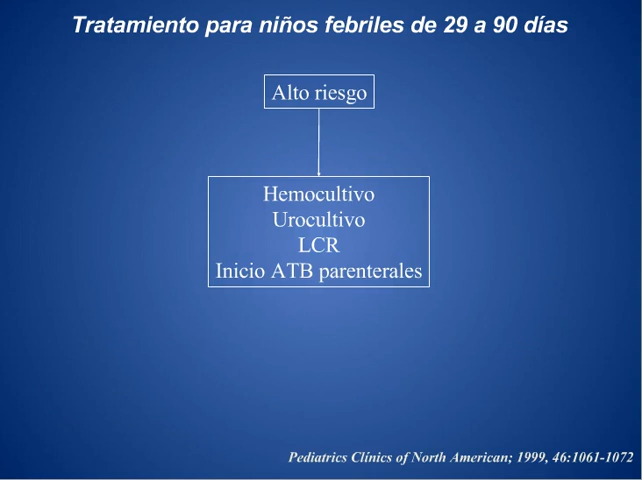 Tratamiento para niños febriles de 29 a 90 días
Alto riesgo
Hemocultivo
Urocultivo
LCR
Inicio ATB parenterales
Pediatrics Clínics of North American; 1999, 46:1061-1072